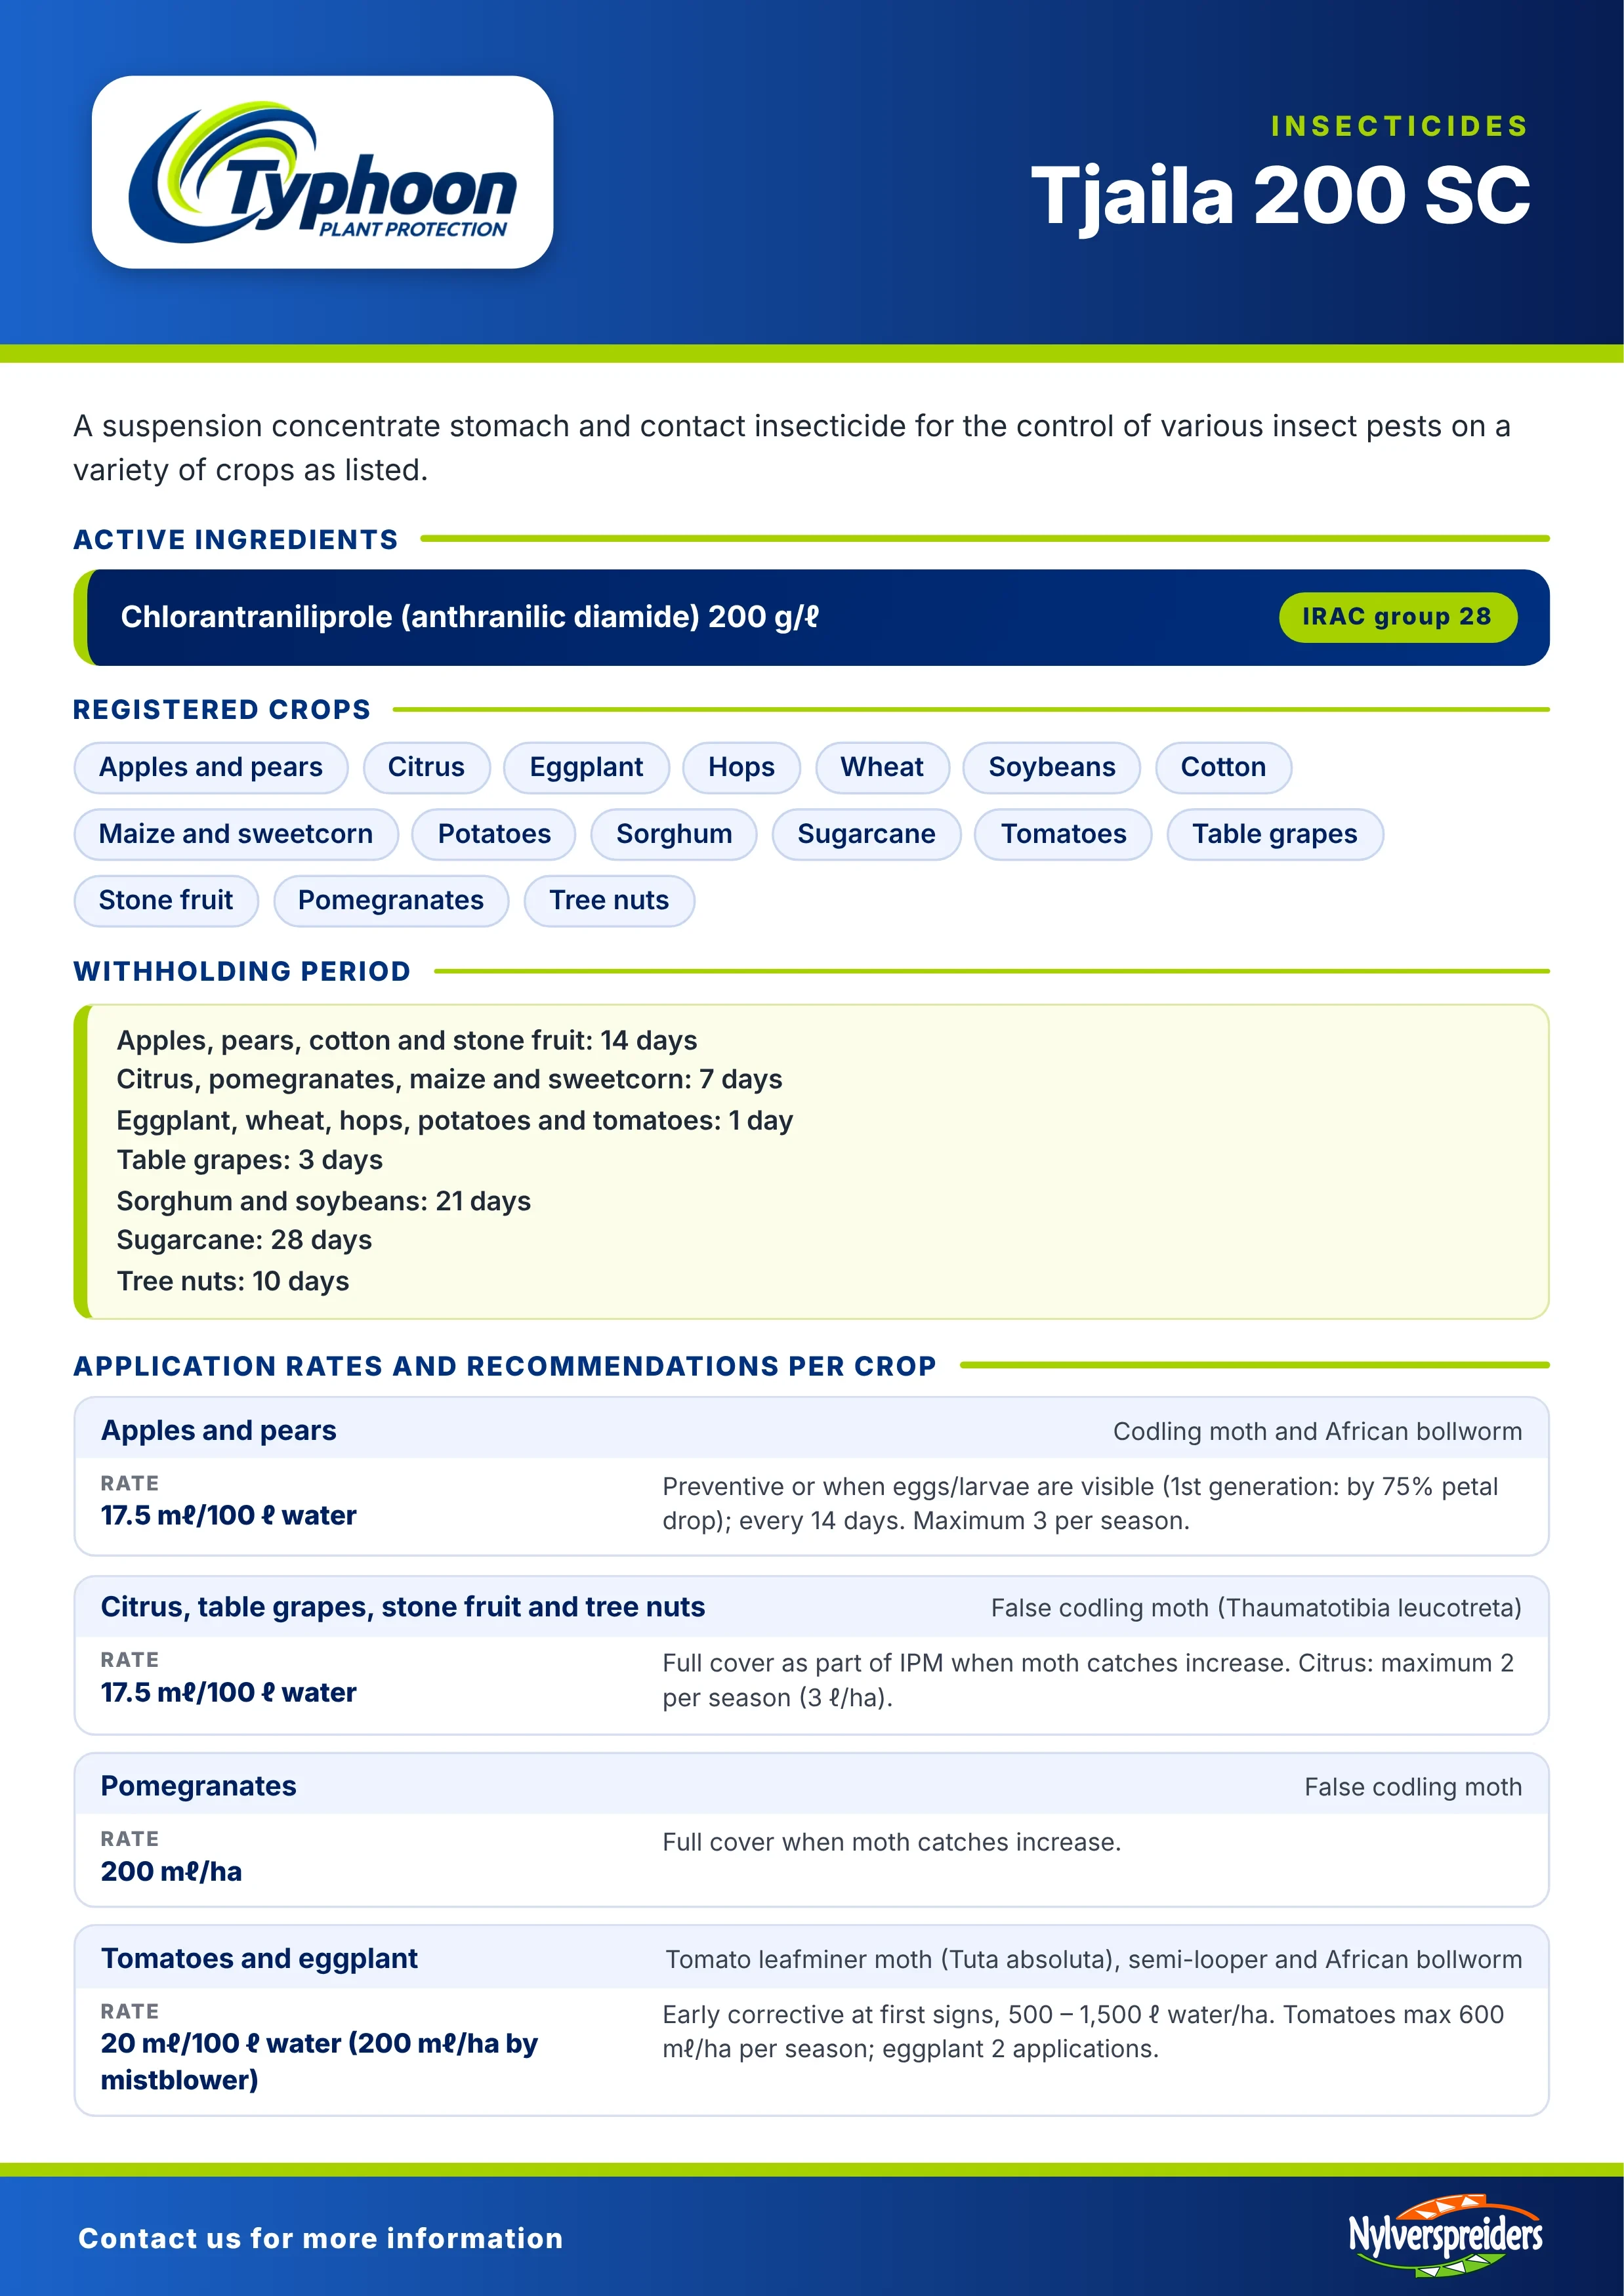 Typhoon
PLANT PROTECTION
INSECTICIDES
Tjaila 200 SC
A suspension concentrate stomach and contact insecticide for the control of various insect pests on a
variety of crops as listed.
ACTIVE INGREDIENTS
Chlorantraniliprole (anthranilic diamide) 200 g/ℓ
IRAC group 28
REGISTERED CROPS
Apples and pears
Citrus
Eggplant
Hops
Wheat
Soybeans
Cotton
Maize and sweetcorn
Potatoes
Sorghum
Sugarcane
Tomatoes
Table grapes
Stone fruit
Pomegranates
Tree nuts
WITHHOLDING PERIOD
Apples, pears, cotton and stone fruit: 14 days
Citrus, pomegranates, maize and sweetcorn: 7 days
Eggplant, wheat, hops, potatoes and tomatoes: 1 day
Table grapes: 3 days
Sorghum and soybeans: 21 days
Sugarcane: 28 days
Tree nuts: 10 days
APPLICATION RATES AND RECOMMENDATIONS PER CROP
Apples and pears
Codling moth and African bollworm
RATE
17.5 mℓ/100 ℓ water
Preventive or when eggs/larvae are visible (1st generation: by 75% petal
drop); every 14 days. Maximum 3 per season.
Citrus, table grapes, stone fruit and tree nuts
False codling moth (Thaumatotibia leucotreta)
RATE
17.5 mℓ/100 ℓ water
Full cover as part of IPM when moth catches increase. Citrus: maximum 2
per season (3 ℓ/ha).
Pomegranates
False codling moth
RATE
200 mℓ/ha
Full cover when moth catches increase.
Tomatoes and eggplant
Tomato leafminer moth (Tuta absoluta), semi-looper and African bollworm
RATE
20 mℓ/100 ℓ water (200 mℓ/ha by
mistblower)
Early corrective at first signs, 500 – 1,500 ℓ water/ha. Tomatoes max 600
mℓ/ha per season; eggplant 2 applications.
Contact us for more information
Nylverspreiders